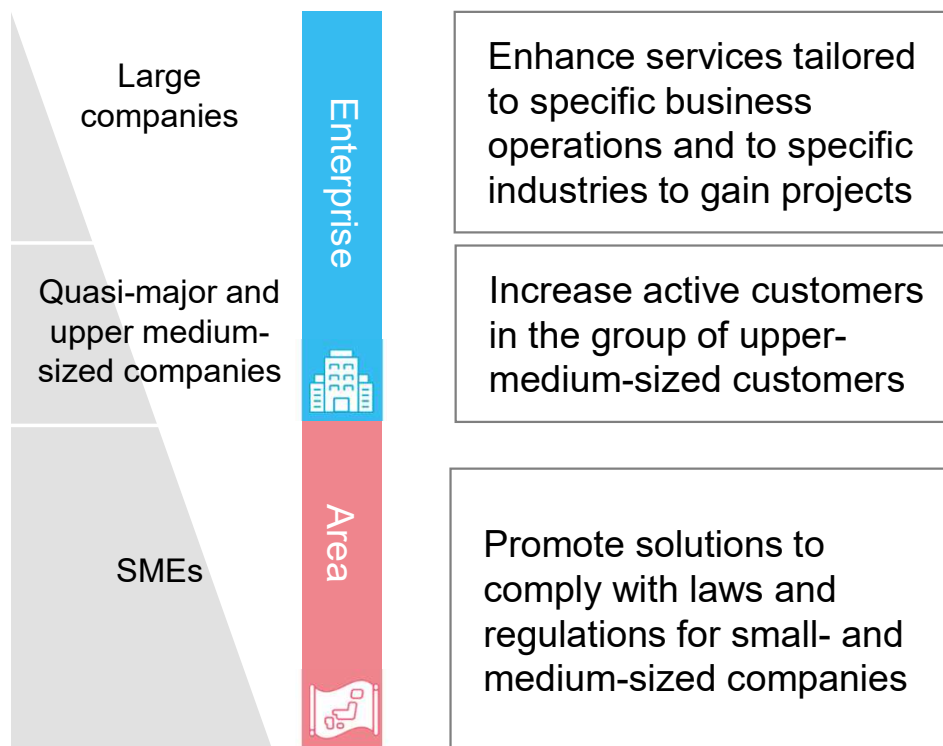 Large
companies
Enterprise
Enhance services tailored
to specific business
operations and to specific
industries to gain projects
Quasi-major and
upper medium-
sized companies
Increase active customers
in the group of upper-
medium-sized customers
SMEs
Area
Promote solutions to
comply with laws and
regulations for small- and
medium-sized companies